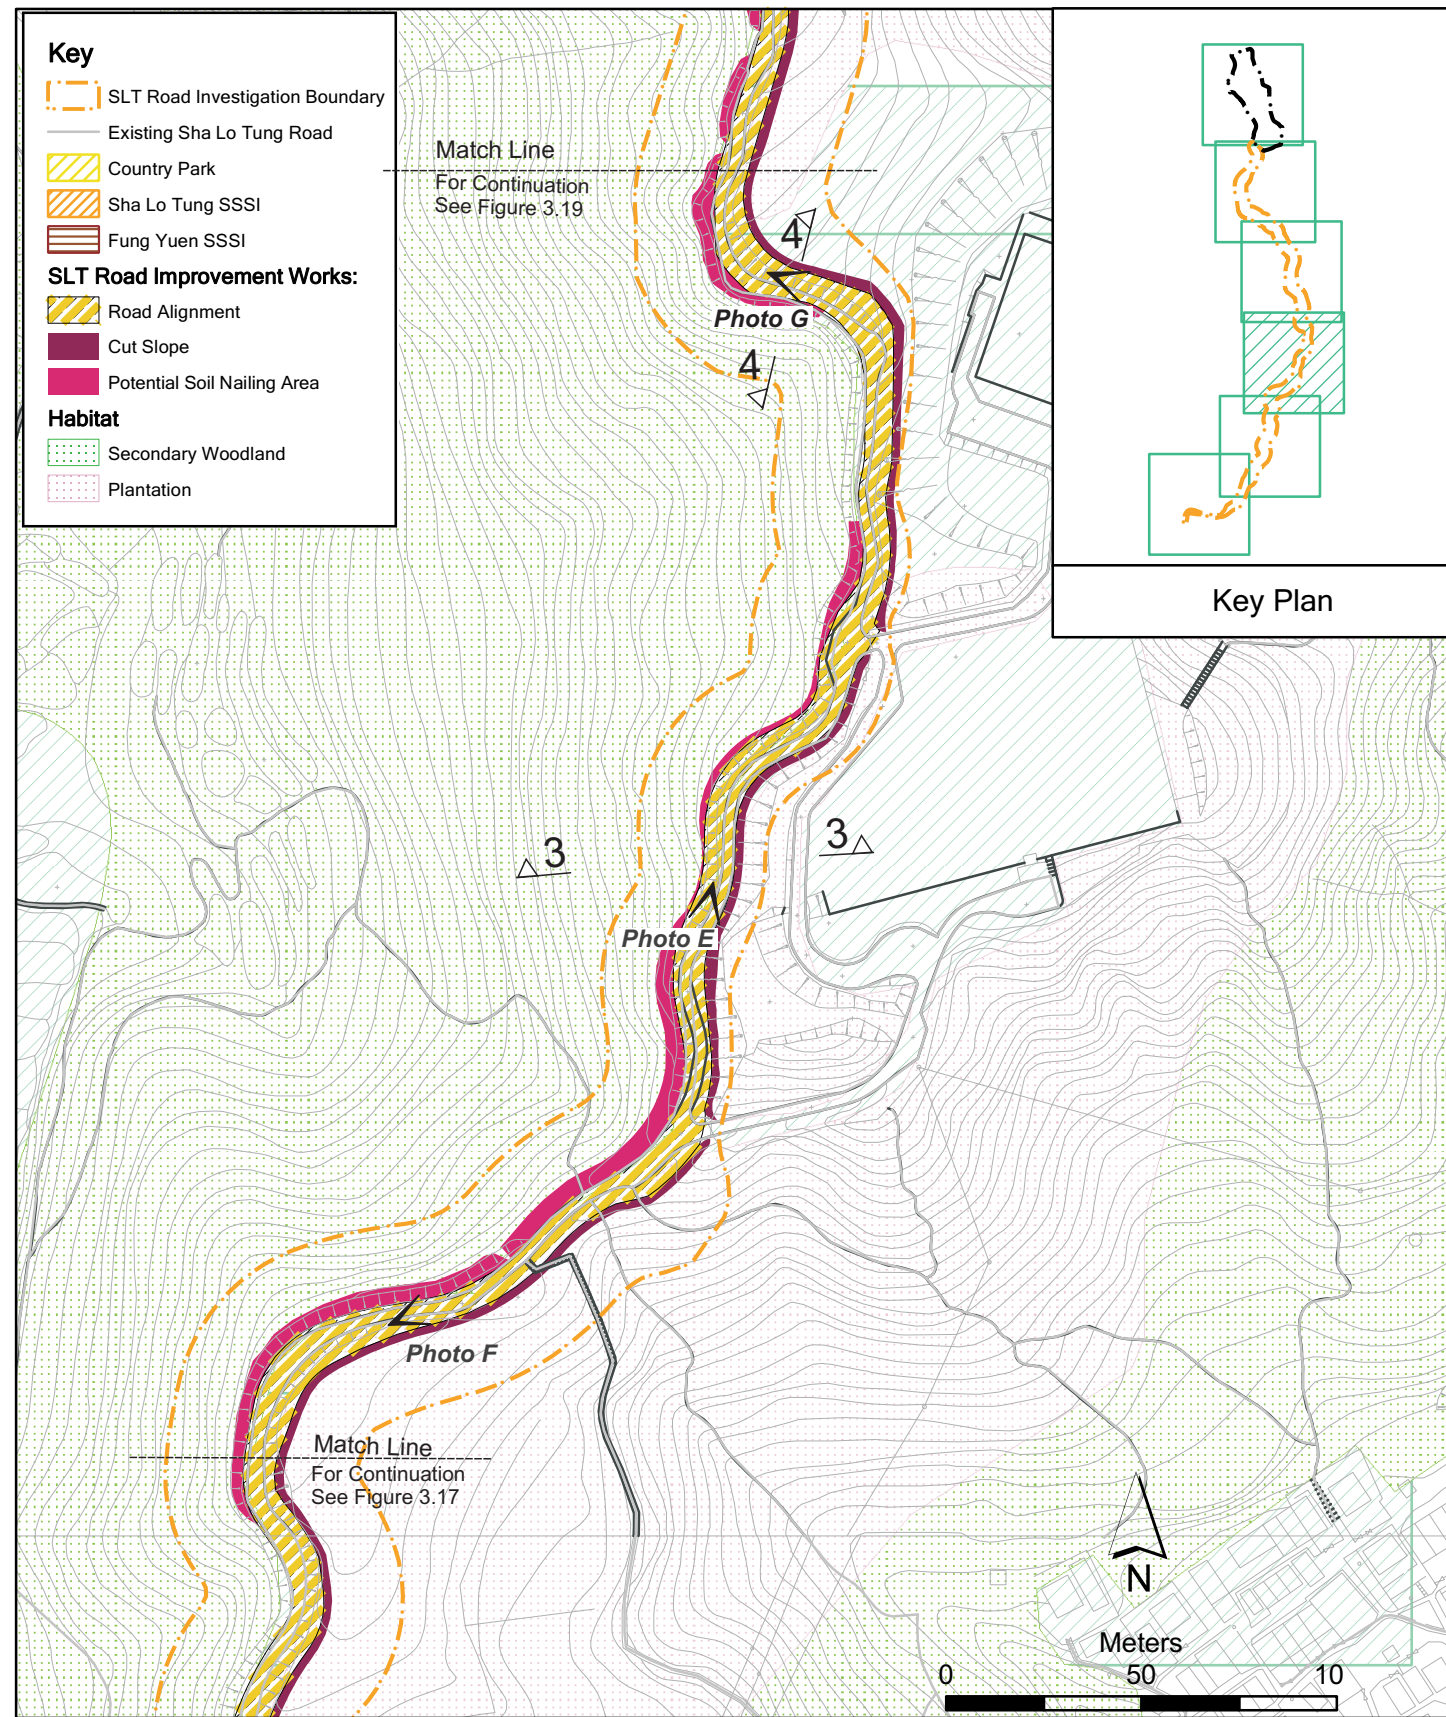 Key
SLT Road Investigation Boundary
Existing Sha Lo Tung Road
Country Park
Sha Lo Tung SSSI
Fung Yuen SSSI
SLT Road Improvement Works:
Road Alignment
Cut Slope
Potential Soil Nailing Area
Habitat
Secondary Woodland
Plantation
Match Line
For Continuation
See Figure 3.19
4
Photo G
4
Key Plan
3
3
Photo E
Photo F
Match Line
For Continuation
See Figure 3.17
N
Meters
0 50 10